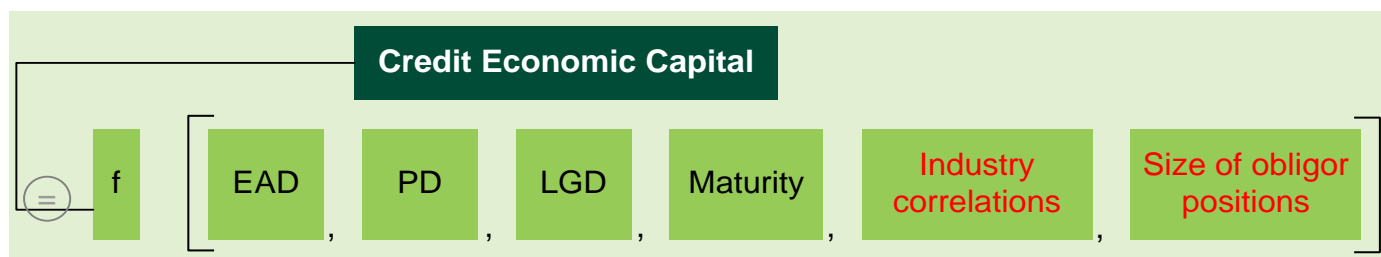 Credit Economic Capital
= f [ EAD, PD, LGD, Maturity, Industry correlations, Size of obligor positions ]